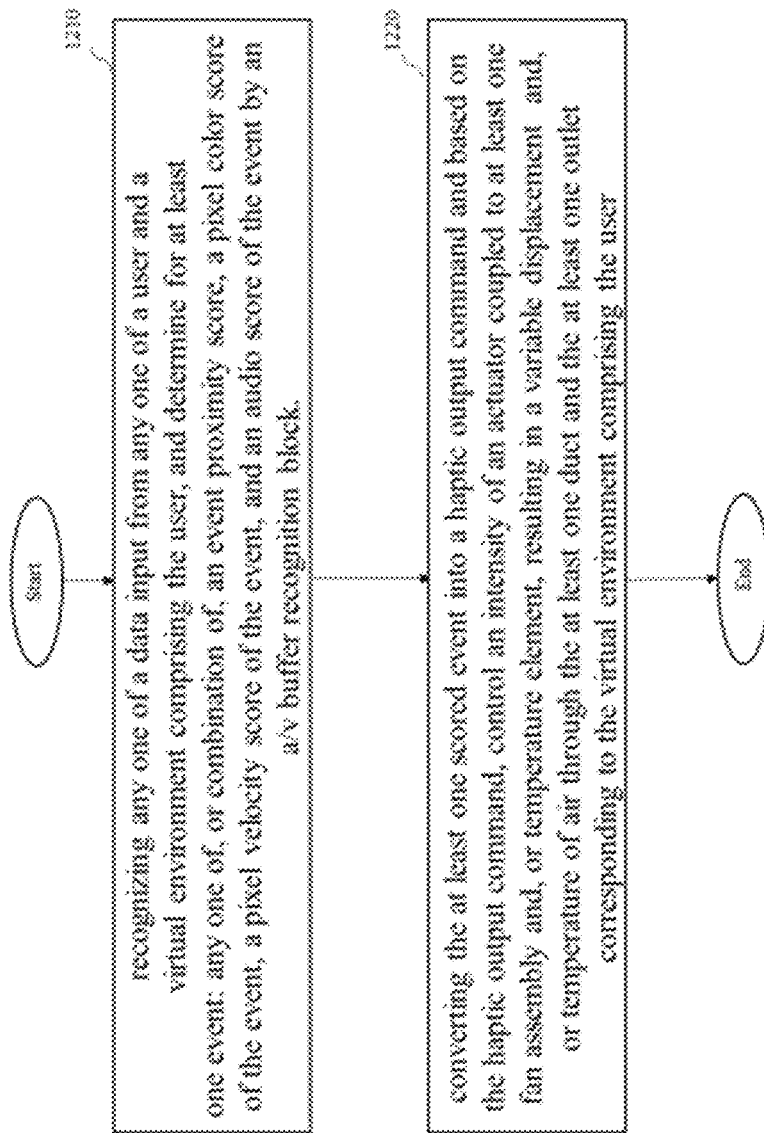 Start
1210
recognizing any one of a data input from any one of a user and a
virtual environment comprising the user, and determine for at least
one event: any one of, or combination of, an event proximity score, a pixel color score
of the event, a pixel velocity score of the event, and an audio score of the event by an
a/v buffer recognition block.
1220
converting the at least one scored event into a haptic output command and based on
the haptic output command, control an intensity of an actuator coupled to at least one
fan assembly and, or temperature element, resulting in a variable displacement and,
or temperature of air through the at least one duct and the at least one outlet
corresponding to the virtual environment comprising the user
End